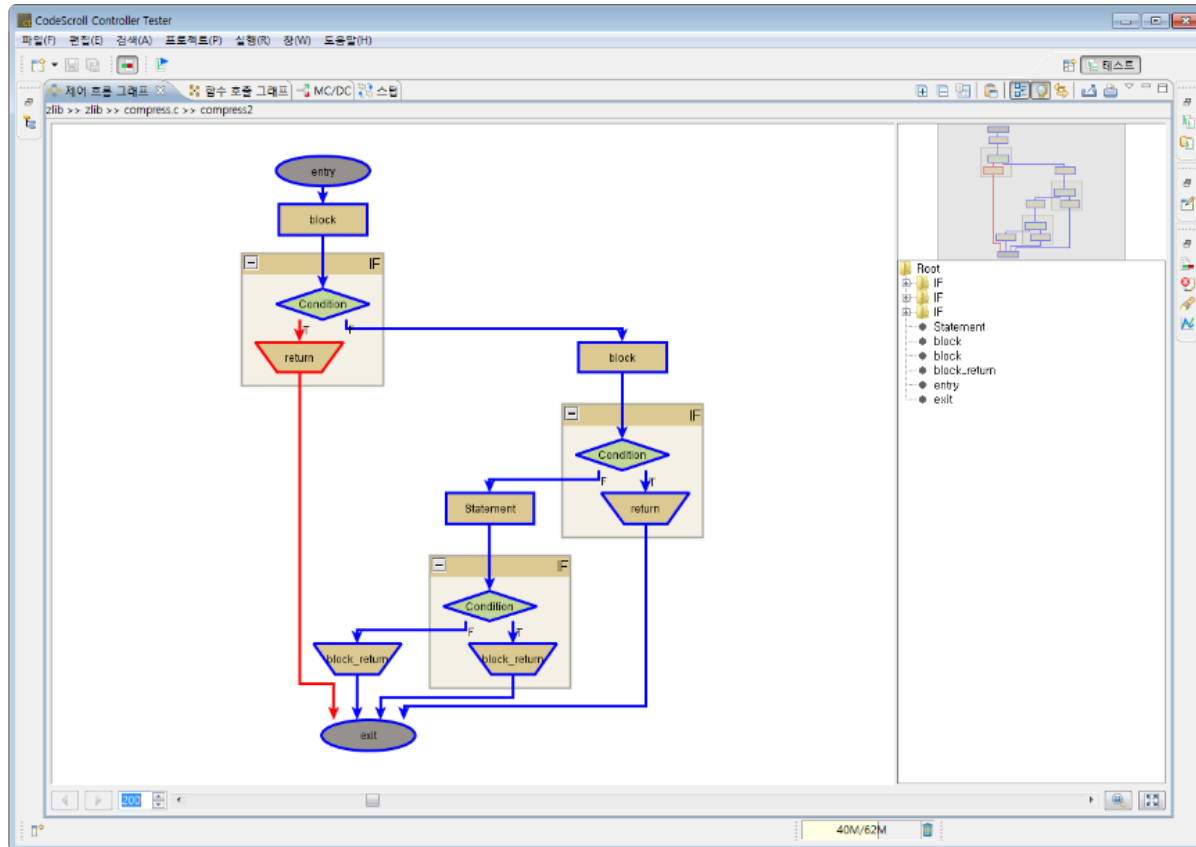 CodeScroll Controller Tester
파일(F) 편집(E) 검색(A) 프로젝트(P) 실행(R) 창(W) 도움말(H)
테스트
제어 흐름 그래프 함수 호출 그래프 MC/DC 스텁
zlib >> zlib >> compress.c >> compress2
entry
block
IF
Condition
T
F
return
block
IF
Condition
F
T
Statement
return
IF
Condition
F
T
block_return
block_return
exit
Root
IF
IF
IF
Statement
block
block
block_return
entry
exit
200
40M/62M